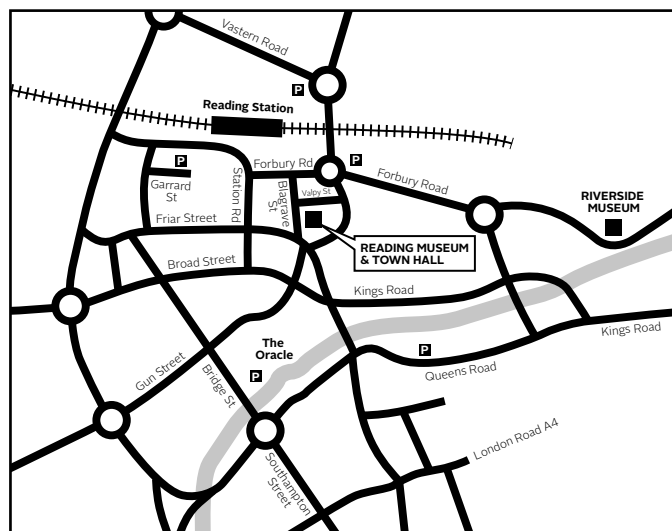 Vastern Road
P
Reading Station
P
P
Garrard
St
Station Rd
Forbury Rd
Blagrave
St
Valpy St
Forbury Road
Friar Street
RIVERSIDE
MUSEUM
READING MUSEUM
& TOWN HALL
Broad Street
Kings Road
Kings Road
The
Oracle
P
P
Gun Street
Bridge St
Queens Road
Southampton
Street
London Road A4